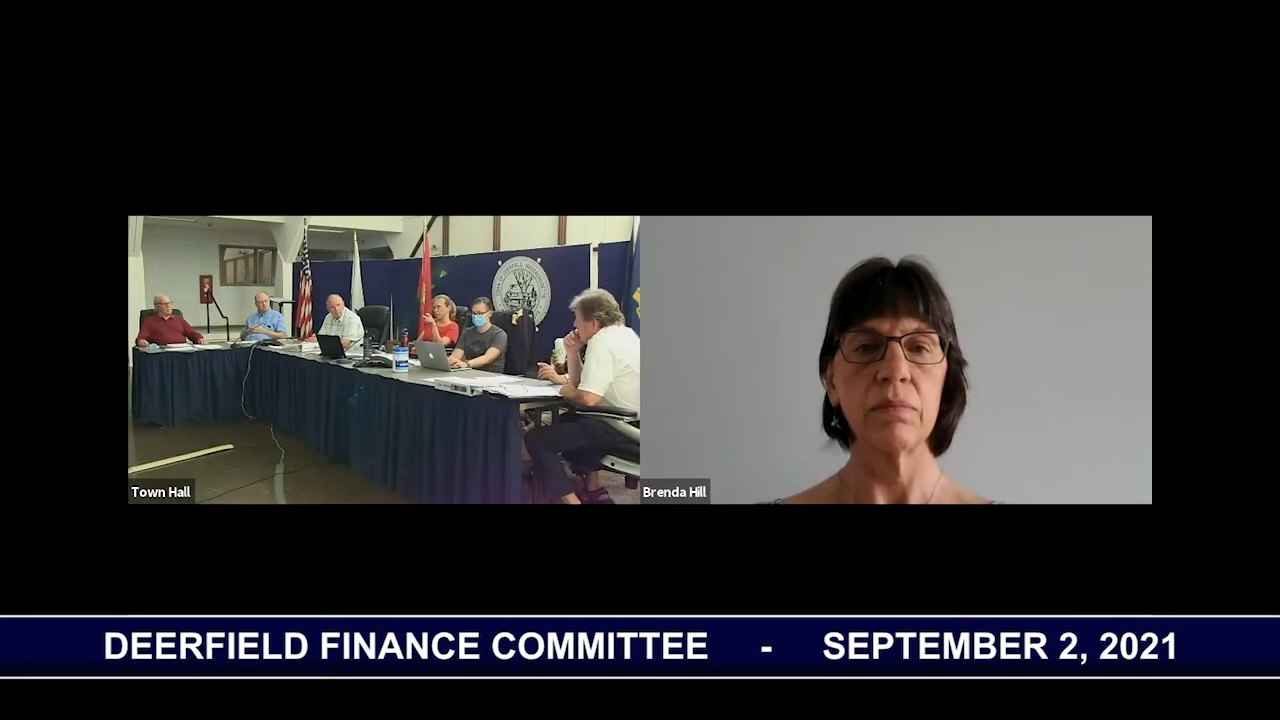 Town Hall
Brenda Hill
DEERFIELD FINANCE COMMITTEE - SEPTEMBER 2, 2021